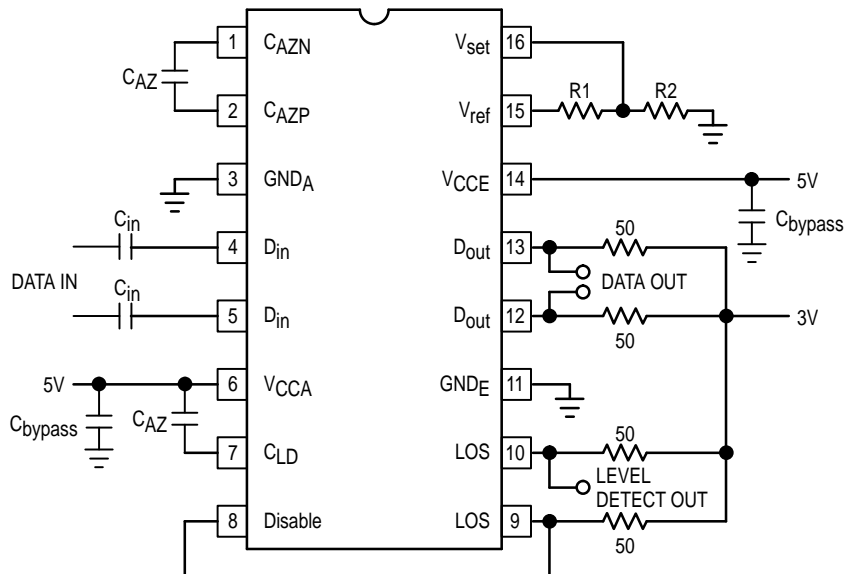 1 CAZN Vset 16
CAZ R1 R2
2 CAZP Vref 15
3 GNDA VCCE 14 5V
Cin 50 Cbypass
4 Din Dout 13
DATA IN Cin DATA OUT
5 Din Dout 12 3V
50
5V 6 VCCA GNDE 11
Cbypass CAZ 50
7 CLD LOS 10
LEVEL
DETECT OUT
8 Disable LOS 9
50